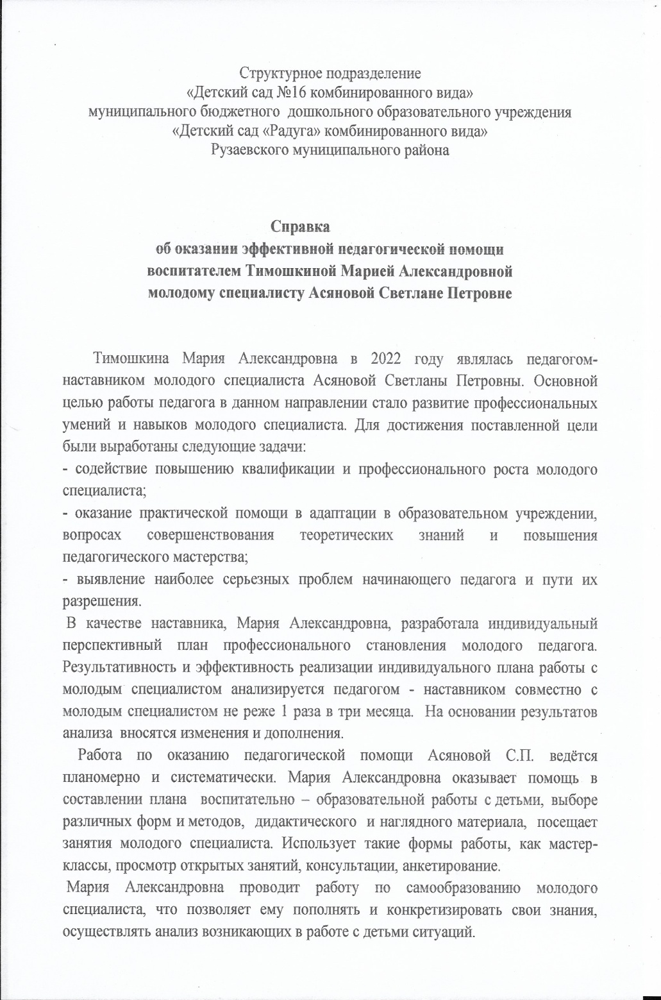 Структурное подразделение
«Детский сад №16 комбинированного вида»
муниципального бюджетного дошкольного образовательного учреждения
«Детский сад «Радуга» комбинированного вида»
Рузаевского муниципального района
Справка
об оказании эффективной педагогической помощи
воспитателем Тимошкиной Марией Александровной
молодому специалисту Асяновой Светлане Петровне
Тимошкина Мария Александровна в 2022 году являлась педагогом-
наставником молодого специалиста Асяновой Светланы Петровны. Основной
целью работы педагога в данном направлении стало развитие профессиональных
умений и навыков молодого специалиста. Для достижения поставленной цели
были выработаны следующие задачи:
- содействие повышению квалификации и профессионального роста молодого
специалиста;
- оказание практической помощи в адаптации в образовательном учреждении,
вопросах совершенствования теоретических знаний и повышения
педагогического мастерства;
- выявление наиболее серьезных проблем начинающего педагога и пути их
разрешения.
В качестве наставника, Мария Александровна, разработала индивидуальный
перспективный план профессионального становления молодого педагога.
Результативность и эффективность реализации индивидуального плана работы с
молодым специалистом анализируется педагогом - наставником совместно с
молодым специалистом не реже 1 раза в три месяца. На основании результатов
анализа вносятся изменения и дополнения.
Работа по оказанию педагогической помощи Асяновой С.П. ведётся
планомерно и систематически. Мария Александровна оказывает помощь в
составлении плана воспитательно – образовательной работы с детьми, выборе
различных форм и методов, дидактического и наглядного материала, посещает
занятия молодого специалиста. Использует такие формы работы, как мастер-
классы, просмотр открытых занятий, консультации, анкетирование.
Мария Александровна проводит работу по самообразованию молодого
специалиста, что позволяет ему пополнять и конкретизировать свои знания,
осуществлять анализ возникающих в работе с детьми ситуаций.